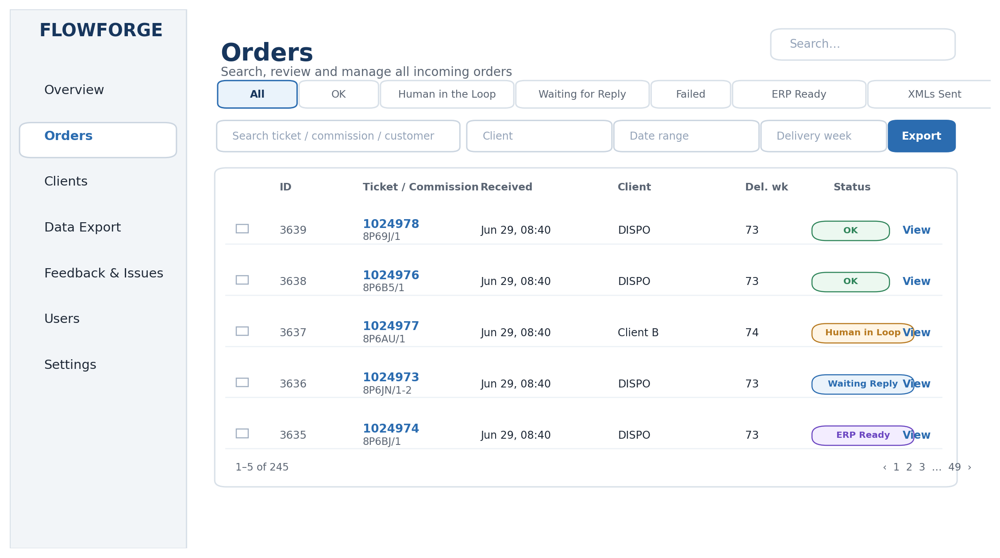 FLOWFORGE
Overview
Orders
Clients
Data Export
Feedback & Issues
Users
Settings
Orders
Search...
Search, review and manage all incoming orders
All OK Human in the Loop Waiting for Reply Failed ERP Ready XMLs Sent
Search ticket / commission / customer Client Date range Delivery week Export
ID Ticket / Commission Received Client Del. wk Status
3639 1024978 Jun 29, 08:40 DISPO 73 OK View
8P69J/1
3638 1024976 Jun 29, 08:40 DISPO 73 OK View
8P6B5/1
3637 1024977 Jun 29, 08:40 Client B 74 Human in Loop View
8P6AU/1
3636 1024973 Jun 29, 08:40 DISPO 73 Waiting Reply View
8P6JN/1-2
3635 1024974 Jun 29, 08:40 DISPO 73 ERP Ready View
8P6BJ/1
1–5 of 245 ‹ 1 2 3 … 49 ›